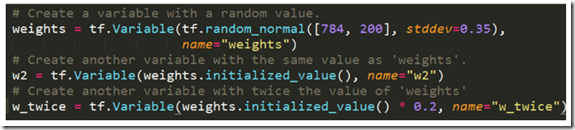 # Create a variable with a random value.
weights = tf.Variable(tf.random_normal([784, 200], stddev=0.35),
name="weights")
# Create another variable with the same value as 'weights'.
w2 = tf.Variable(weights.initialized_value(), name="w2")
# Create another variable with twice the value of 'weights'
w_twice = tf.Variable(weights.initialized_value() * 0.2, name="w_twice")